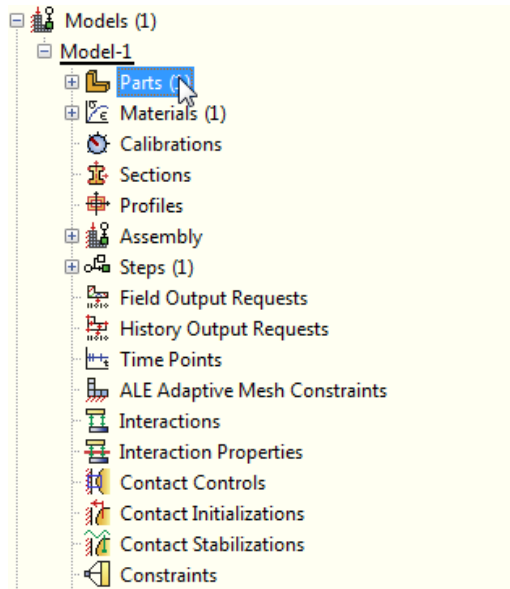 Models (1)
Model-1
Parts
Materials (1)
Calibrations
Sections
Profiles
Assembly
Steps (1)
Field Output Requests
History Output Requests
Time Points
ALE Adaptive Mesh Constraints
Interactions
Interaction Properties
Contact Controls
Contact Initializations
Contact Stabilizations
Constraints